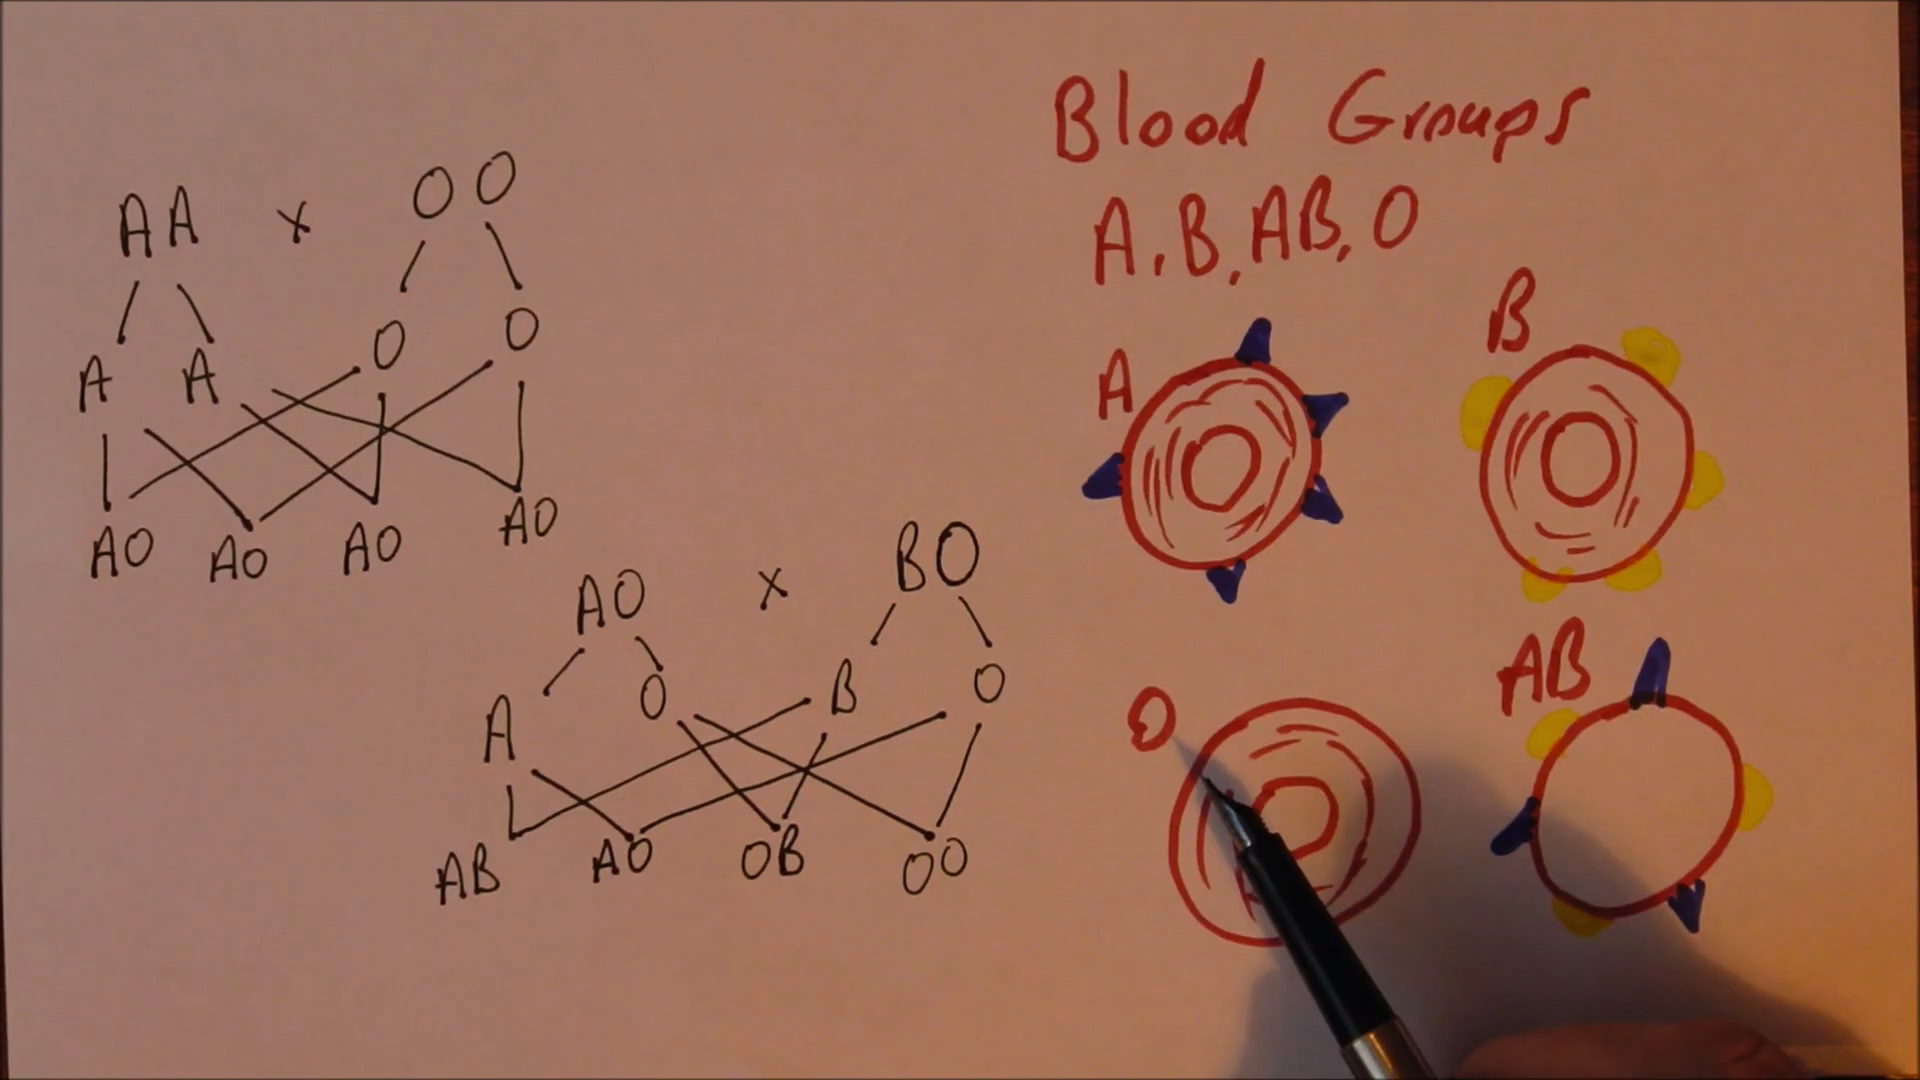 Blood Groups
A, B, AB, O
AA x OO
A A O O
AO AO AO AO
AO x BO
A O B O
AB AO OB OO
A
B
O
AB